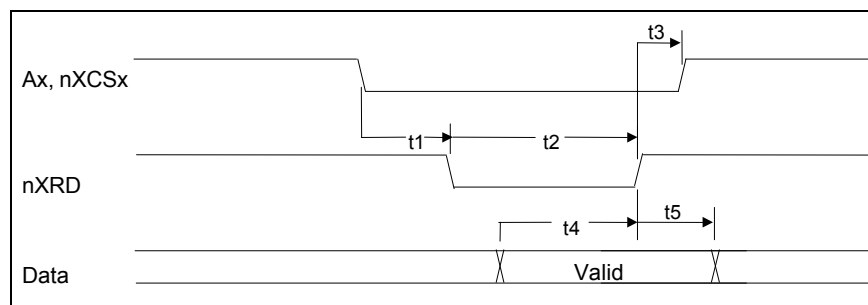 t3
Ax, nXCSx
t1
t2
nXRD
t4
t5
Data
Valid